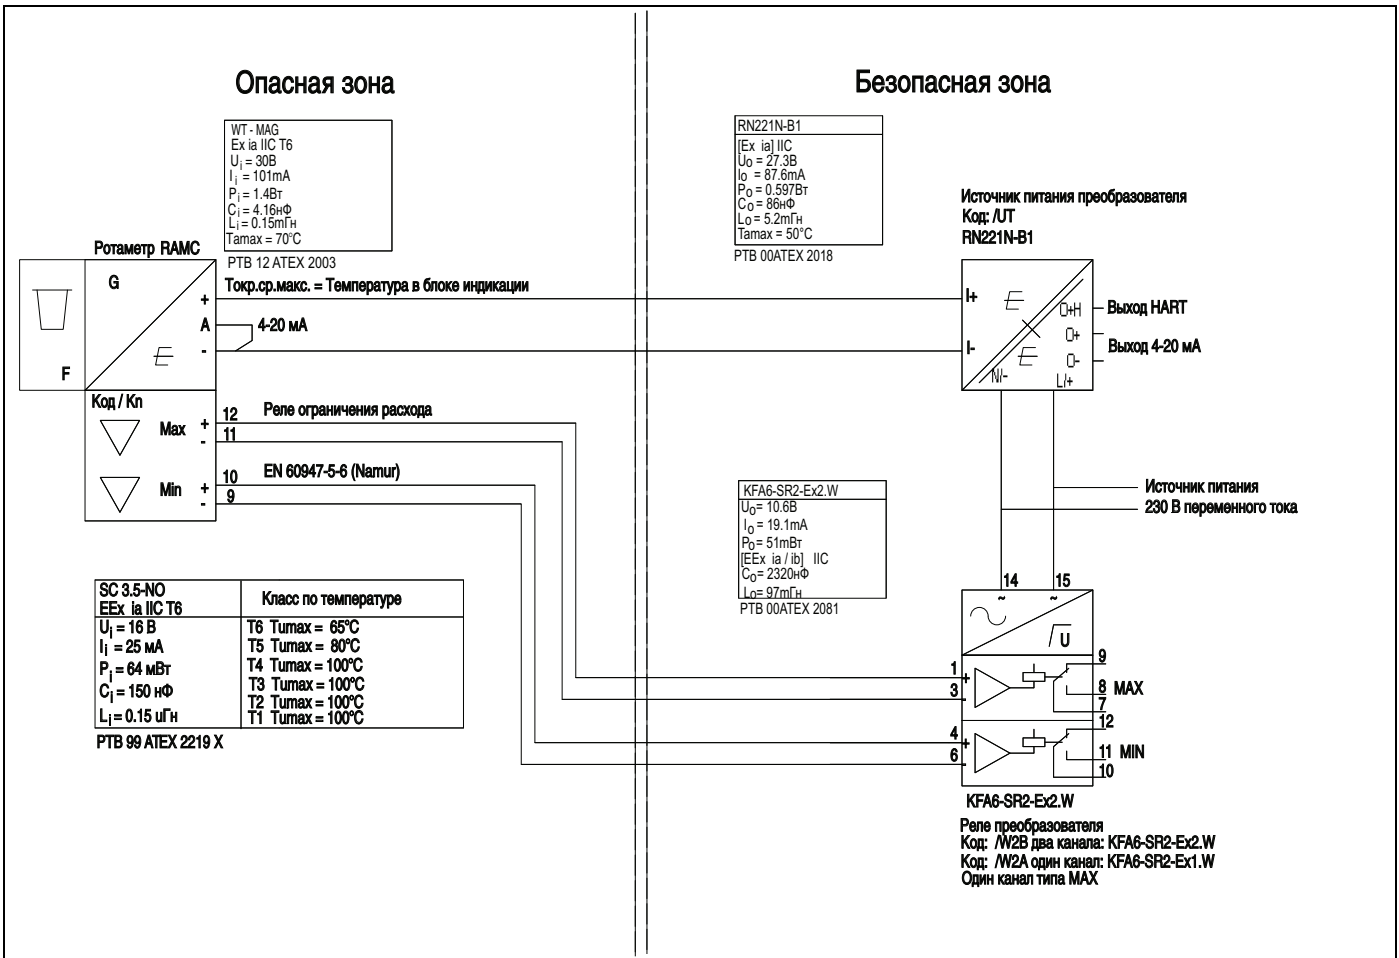 Опасная зона
Безопасная зона
WT - MAG
Ex ia IIC T6
Ui = 30В
Ii = 101mA
Pi = 1.4Вт
Ci = 4.16нФ
Li = 0.15mГн
Tamax = 70°C
PTB 12 ATEX 2003
RN221N-B1
[Ex ia] IIC
Uo = 27.3В
Io = 87.6mA
Po = 0.597Вт
Co = 86нФ
Lo = 5.2mГн
Tamax = 50°C
PTB 00ATEX 2018
Источник питания преобразователя
Код: /UT
RN221N-B1
Ротаметр RAMC
G
F
E
+
A
-
Токр.ср.макс. = Температура в блоке индикации
4-20 мА
I+
I-
E
E
O+H
O+
O-
N/-
L/+
Выход HART
Выход 4-20 мА
Код / Kn
Max
+
-
12
11
Реле ограничения расхода
Min
+
-
10
9
EN 60947-5-6 (Namur)
KFA6-SR2-Ex2.W
Uo= 10.6В
Io = 19.1mA
Po= 51mВт
[EEx ia / ib] IIC
Co= 2320нФ
Lo= 97mГн
PTB 00ATEX 2081
Источник питания
230 В переменного тока
SC 3.5-NO
EEx ia IIC T6
Ui = 16 В
Ii = 25 мА
Pi = 64 мВт
Ci = 150 нФ
Li = 0.15 uГн
Класс по температуре
T6 Tumax = 65°C
T5 Tumax = 80°C
T4 Tumax = 100°C
T3 Tumax = 100°C
T2 Tumax = 100°C
T1 Tumax = 100°C
PTB 99 ATEX 2219 X
14
15
~
~
U
1
3
+
-
9
8 MAX
7
4
6
+
-
12
11 MIN
10
KFA6-SR2-Ex2.W
Реле преобразователя
Код: /W2B два канала: KFA6-SR2-Ex2.W
Код: /W2A один канал: KFA6-SR2-Ex1.W
Один канал типа MAX